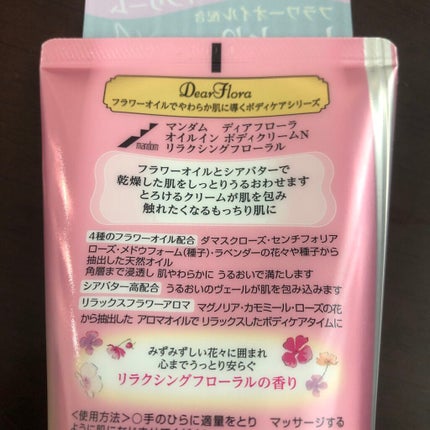 フラワーオイル配合
DearFlora
フラワーオイルでやわらか肌に導くボディケアシリーズ
mandom
マンダム ディアフローラ
オイルイン ボディクリームN
リラクシングフローラル
フラワーオイルとシアバターで
乾燥した肌をしっとりうるおわせます
とろけるクリームが肌を包み
触れたくなるもっちり肌に
4種のフラワーオイル配合 ダマスクローズ・センチフォリア
ローズ・メドウフォーム(種子)・ラベンダーの花々や種子から
抽出した天然オイル
角層まで浸透し 肌やわらかに うるおいで満たします
シアバター高配合 うるおいのヴェールが肌を包み込みます
リラックスフラワーアロマ マグノリア・カモミール・ローズの花
から抽出した アロマオイルで リラックスしたボディケアタイムに
みずみずしい花々に囲まれ
心までうっとり安らぐ
リラクシングフローラルの香り
<使用方法>○手のひらに適量をとり マッサージする